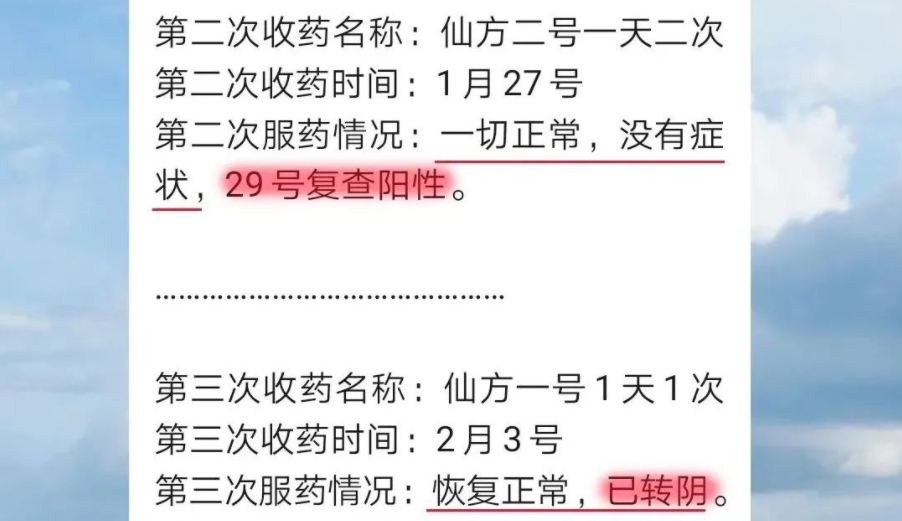 第二次收药名称：仙方二号一天二次
第二次收药时间：1月27号
第二次服药情况：一切正常，没有症
状，29号复查阳性。
………………………………………
第三次收药名称：仙方一号1天1次
第三次收药时间：2月3号
第三次服药情况：恢复正常，已转阴。